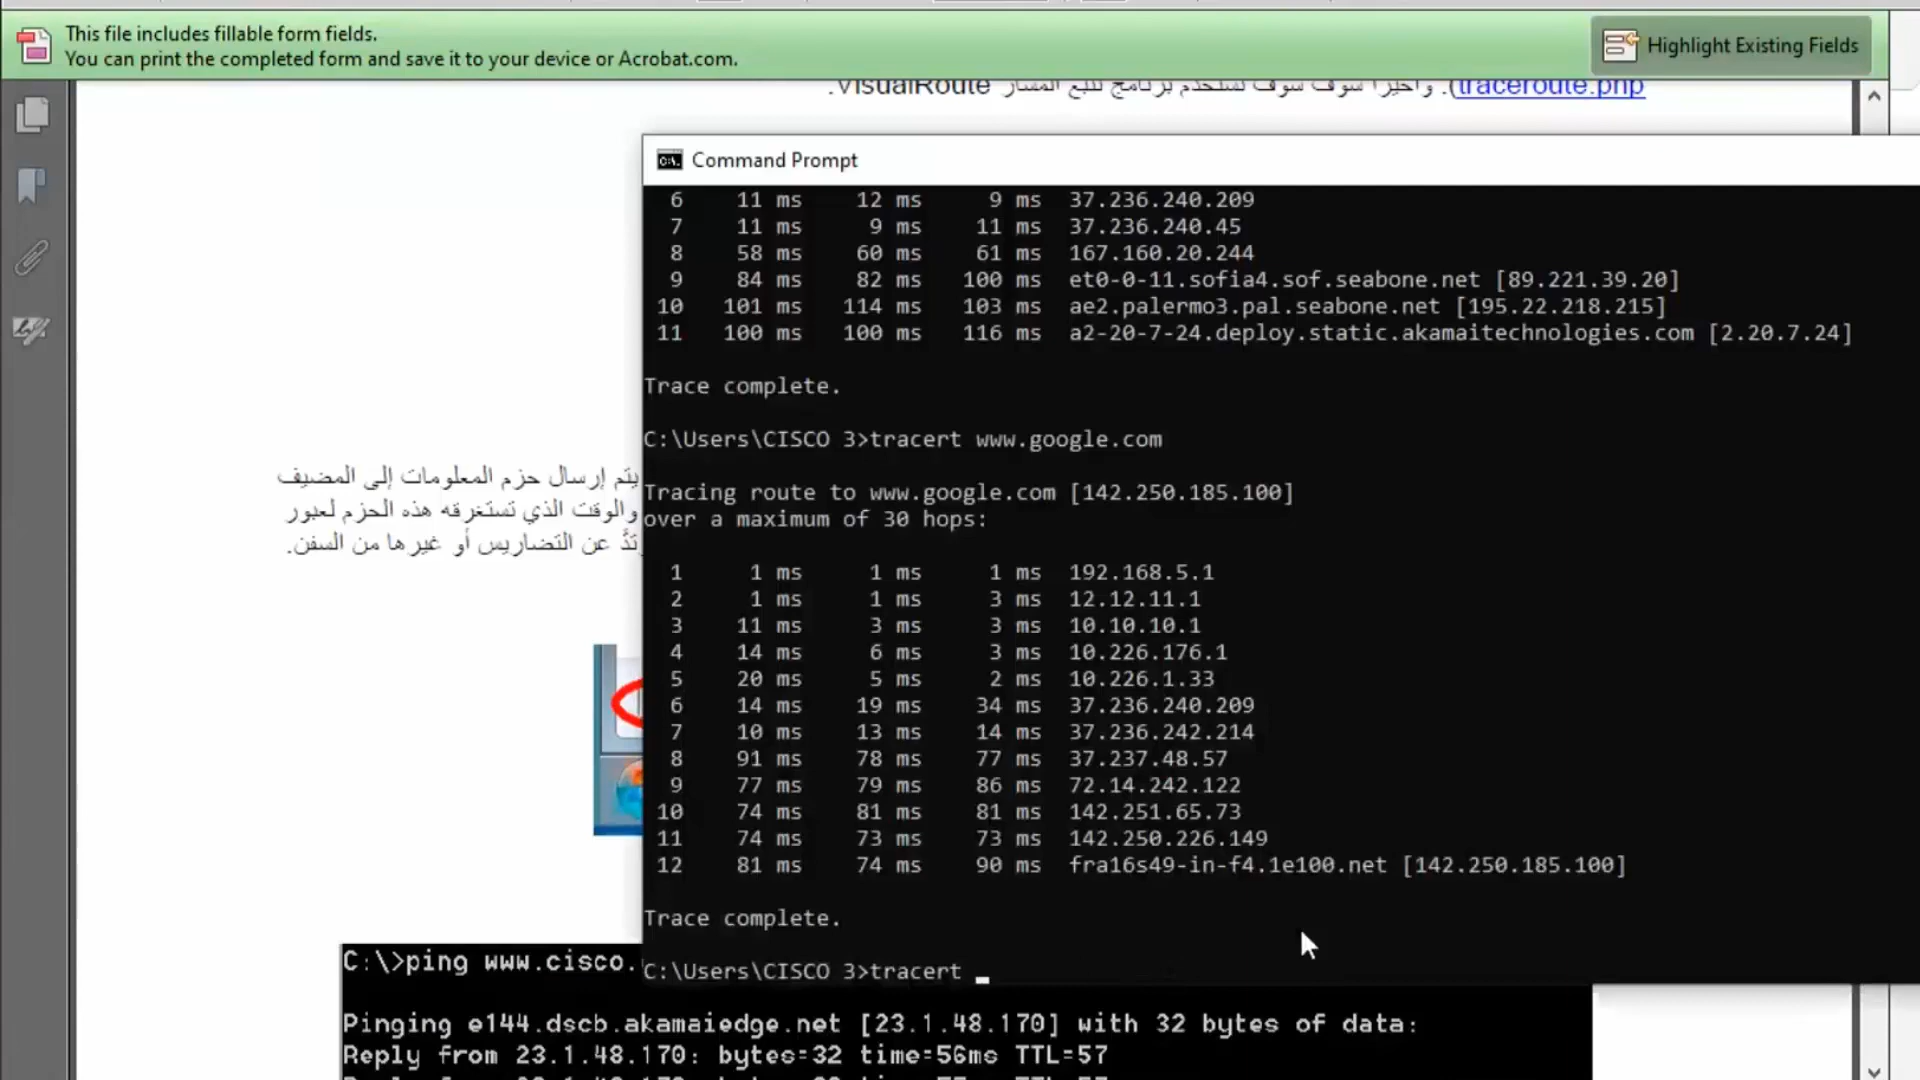 This file includes fillable form fields.
You can print the completed form and save it to your device or Acrobat.com.
Highlight Existing Fields
traceroute.php). وأخيراً سوف سوف نستخدم برنامج تتبع المسار VisualRoute.
Command Prompt
6 11 ms 12 ms 9 ms 37.236.240.209
7 11 ms 9 ms 11 ms 37.236.240.45
8 58 ms 60 ms 61 ms 167.160.20.244
9 84 ms 82 ms 100 ms et0-0-11.sofia4.sof.seabone.net [89.221.39.20]
10 101 ms 114 ms 103 ms ae2.palermo3.pal.seabone.net [195.22.218.215]
11 100 ms 100 ms 116 ms a2-20-7-24.deploy.static.akamaitechnologies.com [2.20.7.24]
Trace complete.
C:\Users\CISCO 3>tracert www.google.com
Tracing route to www.google.com [142.250.185.100]
over a maximum of 30 hops:
1 1 ms 1 ms 1 ms 192.168.5.1
2 1 ms 1 ms 3 ms 12.12.11.1
3 11 ms 3 ms 3 ms 10.10.10.1
4 14 ms 6 ms 3 ms 10.226.176.1
5 20 ms 5 ms 2 ms 10.226.1.33
6 14 ms 19 ms 34 ms 37.236.240.209
7 10 ms 13 ms 14 ms 37.236.242.214
8 91 ms 78 ms 77 ms 37.237.48.57
9 77 ms 79 ms 86 ms 72.14.242.122
10 74 ms 81 ms 81 ms 142.251.65.73
11 74 ms 73 ms 73 ms 142.250.226.149
12 81 ms 74 ms 90 ms fra16s49-in-f4.1e100.net [142.250.185.100]
Trace complete.
C:\Users\CISCO 3>tracert
يتم إرسال حزم المعلومات إلى المضيف
والوقت الذي تستغرقه هذه الحزم لعبور
عن التضاريس أو غيرها من السفن.
C:\>ping www.cisco.
Pinging e144.dscb.akamaiedge.net [23.1.48.170] with 32 bytes of data:
Reply from 23.1.48.170: bytes=32 time=56ms TTL=57